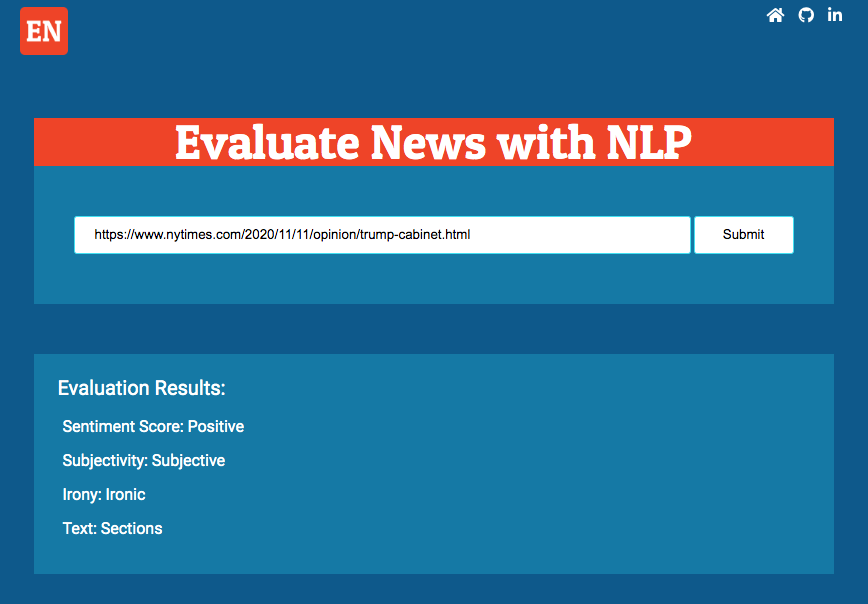 EN
Evaluate News with NLP
https://www.nytimes.com/2020/11/11/opinion/trump-cabinet.html Submit
Evaluation Results:
Sentiment Score: Positive
Subjectivity: Subjective
Irony: Ironic
Text: Sections